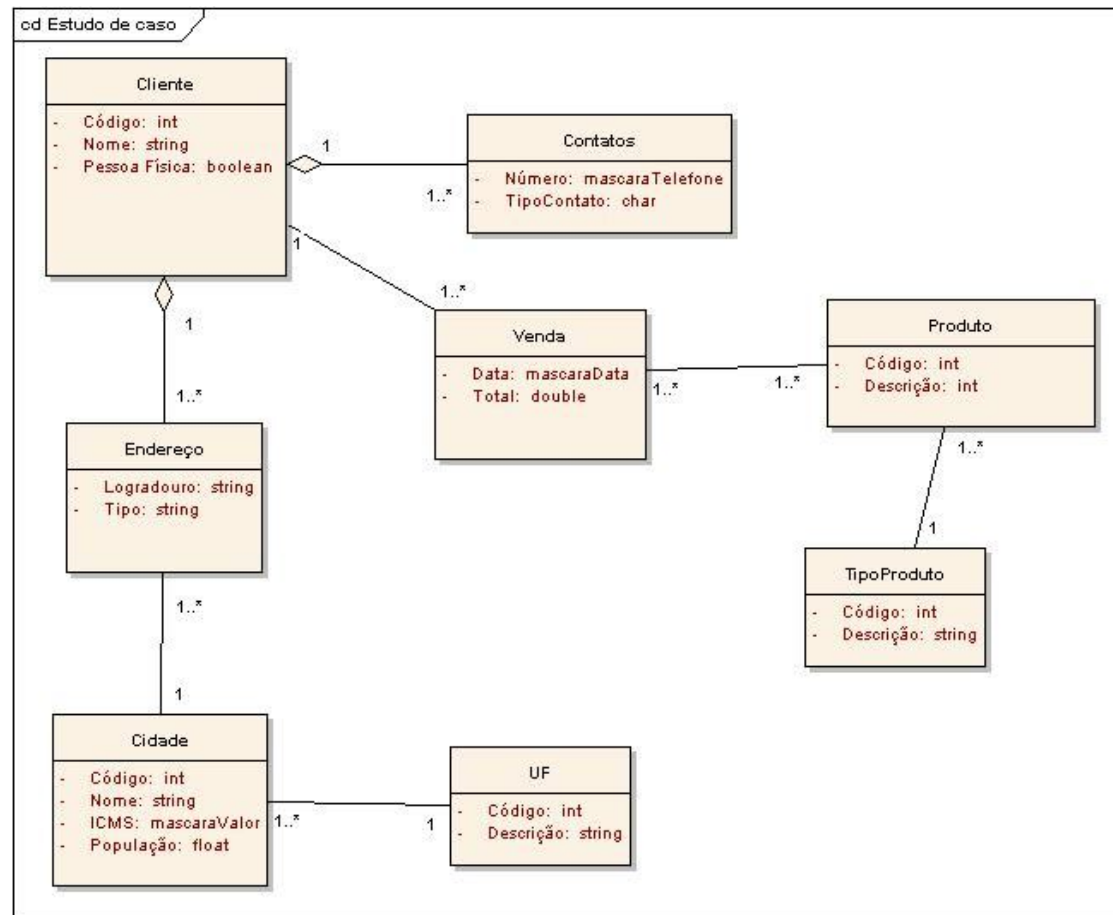 cd Estudo de caso
Cliente
- Código: int
- Nome: string
- Pessoa Física: boolean
1
1..*
Contatos
- Número: mascaraTelefone
- TipoContato: char
1
1..*
Venda
- Data: mascaraData
- Total: double
1..*
1..*
Produto
- Código: int
- Descrição: int
1..*
1
TipoProduto
- Código: int
- Descrição: string
1
1..*
Endereço
- Logradouro: string
- Tipo: string
1..*
1
Cidade
- Código: int
- Nome: string
- ICMS: mascaraValor
- População: float
1..*
1
UF
- Código: int
- Descrição: string